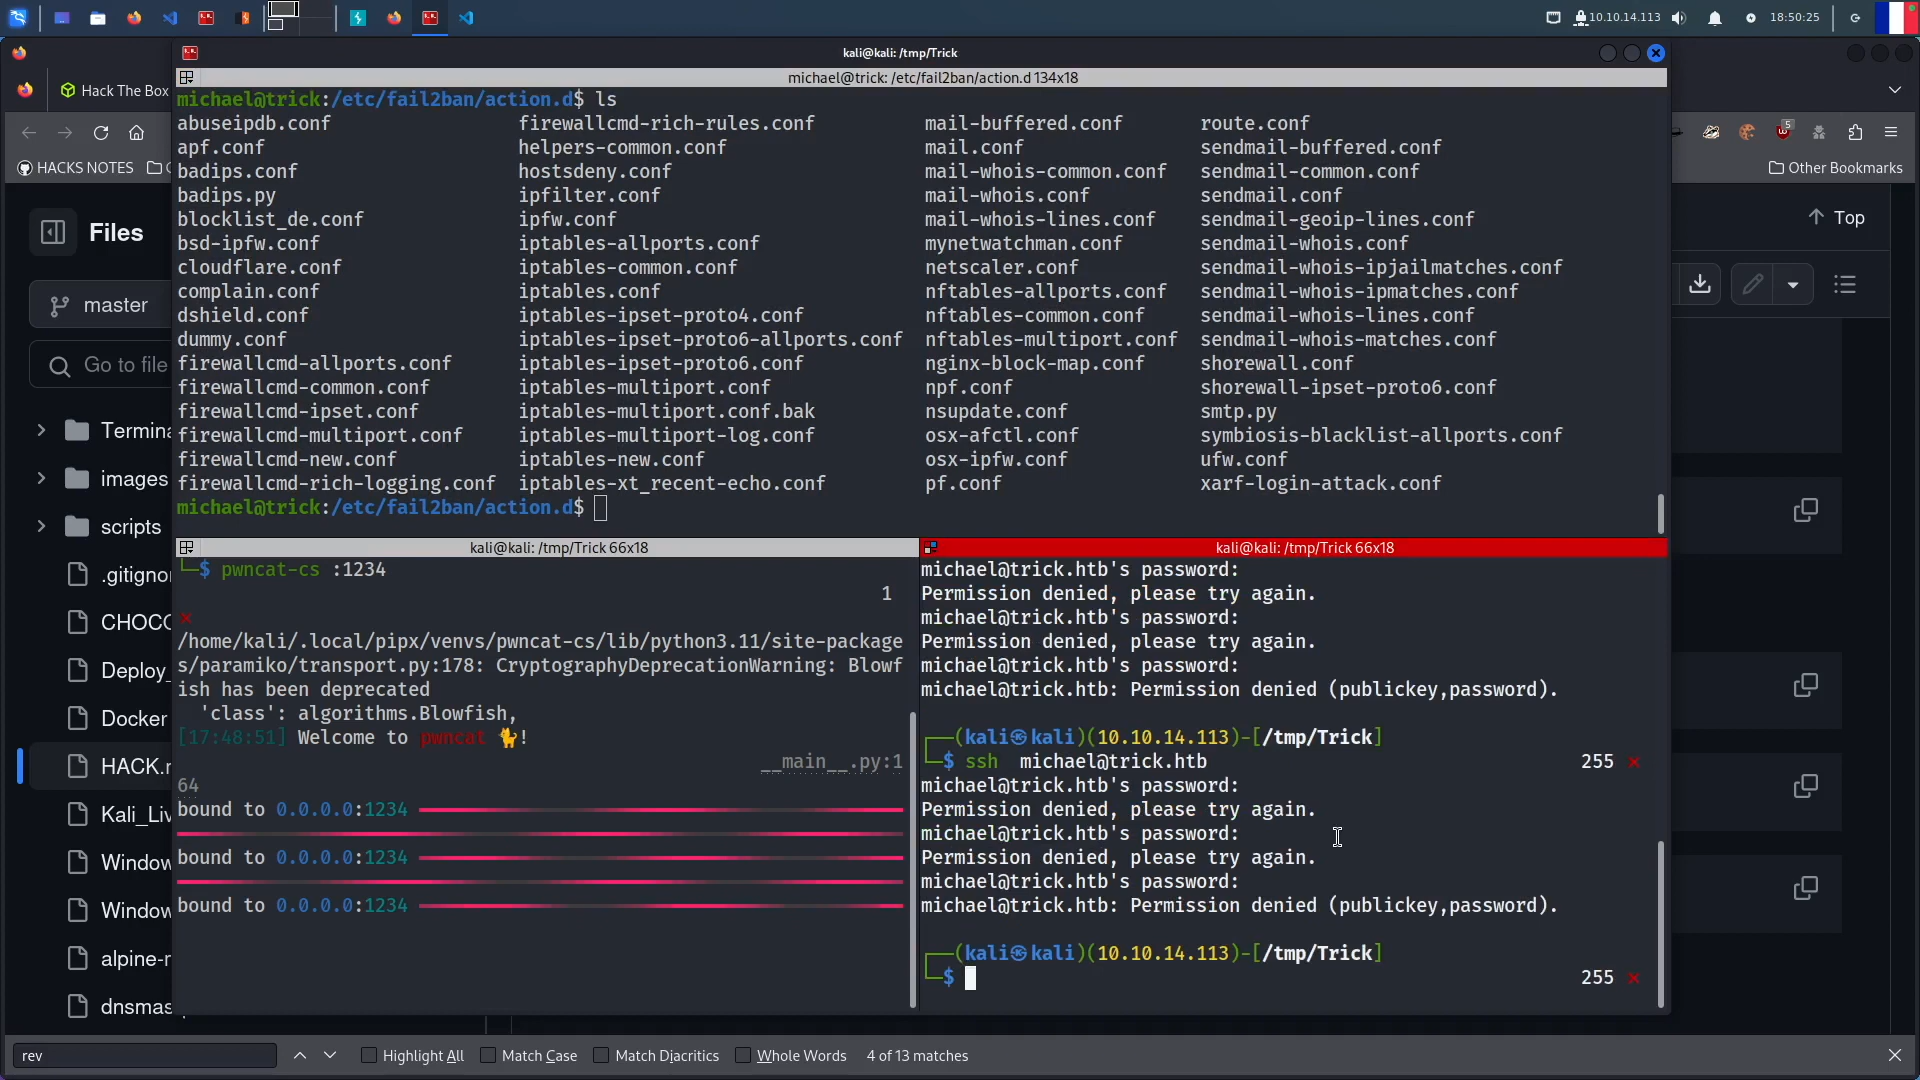 10.10.14.113
18:50:25
kali@kali: /tmp/Trick
Hack The Box
HACKS NOTES
5
Other Bookmarks
michael@trick: /etc/fail2ban/action.d 134x18
michael@trick:/etc/fail2ban/action.d$ ls
abuseipdb.conf firewallcmd-rich-rules.conf mail-buffered.conf route.conf
apf.conf helpers-common.conf mail.conf sendmail-buffered.conf
badips.conf hostsdeny.conf mail-whois-common.conf sendmail-common.conf
badips.py ipfilter.conf mail-whois.conf sendmail.conf
blocklist_de.conf ipfw.conf mail-whois-lines.conf sendmail-geoip-lines.conf
bsd-ipfw.conf iptables-allports.conf mynetwatchman.conf sendmail-whois.conf
cloudflare.conf iptables-common.conf netscaler.conf sendmail-whois-ipjailmatches.conf
complain.conf iptables.conf nftables-allports.conf sendmail-whois-ipmatches.conf
dshield.conf iptables-ipset-proto4.conf nftables-common.conf sendmail-whois-lines.conf
dummy.conf iptables-ipset-proto6-allports.conf nftables-multiport.conf sendmail-whois-matches.conf
firewallcmd-allports.conf iptables-ipset-proto6.conf nginx-block-map.conf shorewall.conf
firewallcmd-common.conf iptables-multiport.conf npf.conf shorewall-ipset-proto6.conf
firewallcmd-ipset.conf iptables-multiport.conf.bak nsupdate.conf smtp.py
firewallcmd-multiport.conf iptables-multiport-log.conf osx-afctl.conf symbiosis-blacklist-allports.conf
firewallcmd-new.conf iptables-new.conf osx-ipfw.conf ufw.conf
firewallcmd-rich-logging.conf iptables-xt_recent-echo.conf pf.conf xarf-login-attack.conf
michael@trick:/etc/fail2ban/action.d$
kali@kali: /tmp/Trick 66x18
└─$ pwncat-cs :1234
1
/home/kali/.local/pipx/venvs/pwncat-cs/lib/python3.11/site-package
s/paramiko/transport.py:178: CryptographyDeprecationWarning: Blowf
ish has been deprecated
'class': algorithms.Blowfish,
[17:48:51] Welcome to pwncat 🐈!
__main__.py:1
64
bound to 0.0.0.0:1234
bound to 0.0.0.0:1234
bound to 0.0.0.0:1234
kali@kali: /tmp/Trick 66x18
michael@trick.htb's password:
Permission denied, please try again.
michael@trick.htb's password:
Permission denied, please try again.
michael@trick.htb's password:
michael@trick.htb: Permission denied (publickey,password).
┌──(kali㉿kali)(10.10.14.113)-[/tmp/Trick]
└─$ ssh michael@trick.htb 255
michael@trick.htb's password:
Permission denied, please try again.
michael@trick.htb's password:
Permission denied, please try again.
michael@trick.htb's password:
michael@trick.htb: Permission denied (publickey,password).
┌──(kali㉿kali)(10.10.14.113)-[/tmp/Trick]
└─$ 255
Files
master
Go to file
Termin
images
scripts
.gitigno
CHOCO
Deploy_
Docker
HACK.
Kali_Li
Window
Window
alpine-
dnsmas
Top
rev
Highlight All
Match Case
Match Diacritics
Whole Words
4 of 13 matches